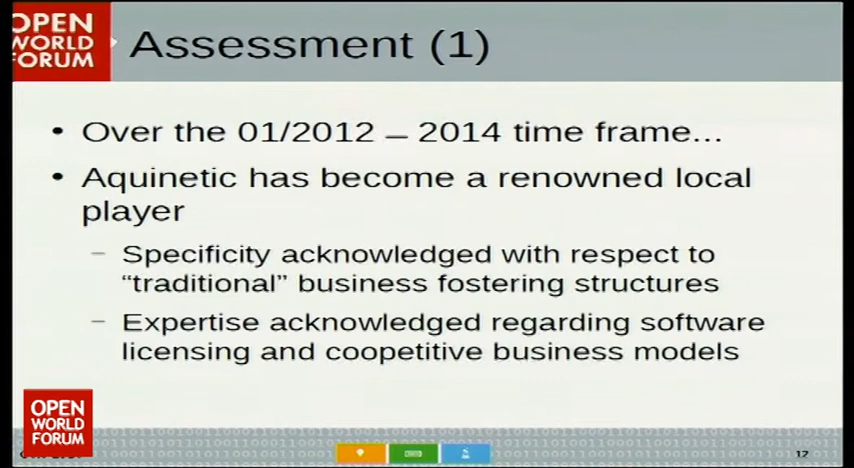 OPEN
WORLD
FORUM
Assessment (1)
• Over the 01/2012 – 2014 time frame...
• Aquinetic has become a renowned local
player
– Specificity acknowledged with respect to
“traditional” business fostering structures
– Expertise acknowledged regarding software
licensing and coopetitive business models
OPEN
WORLD
FORUM
12